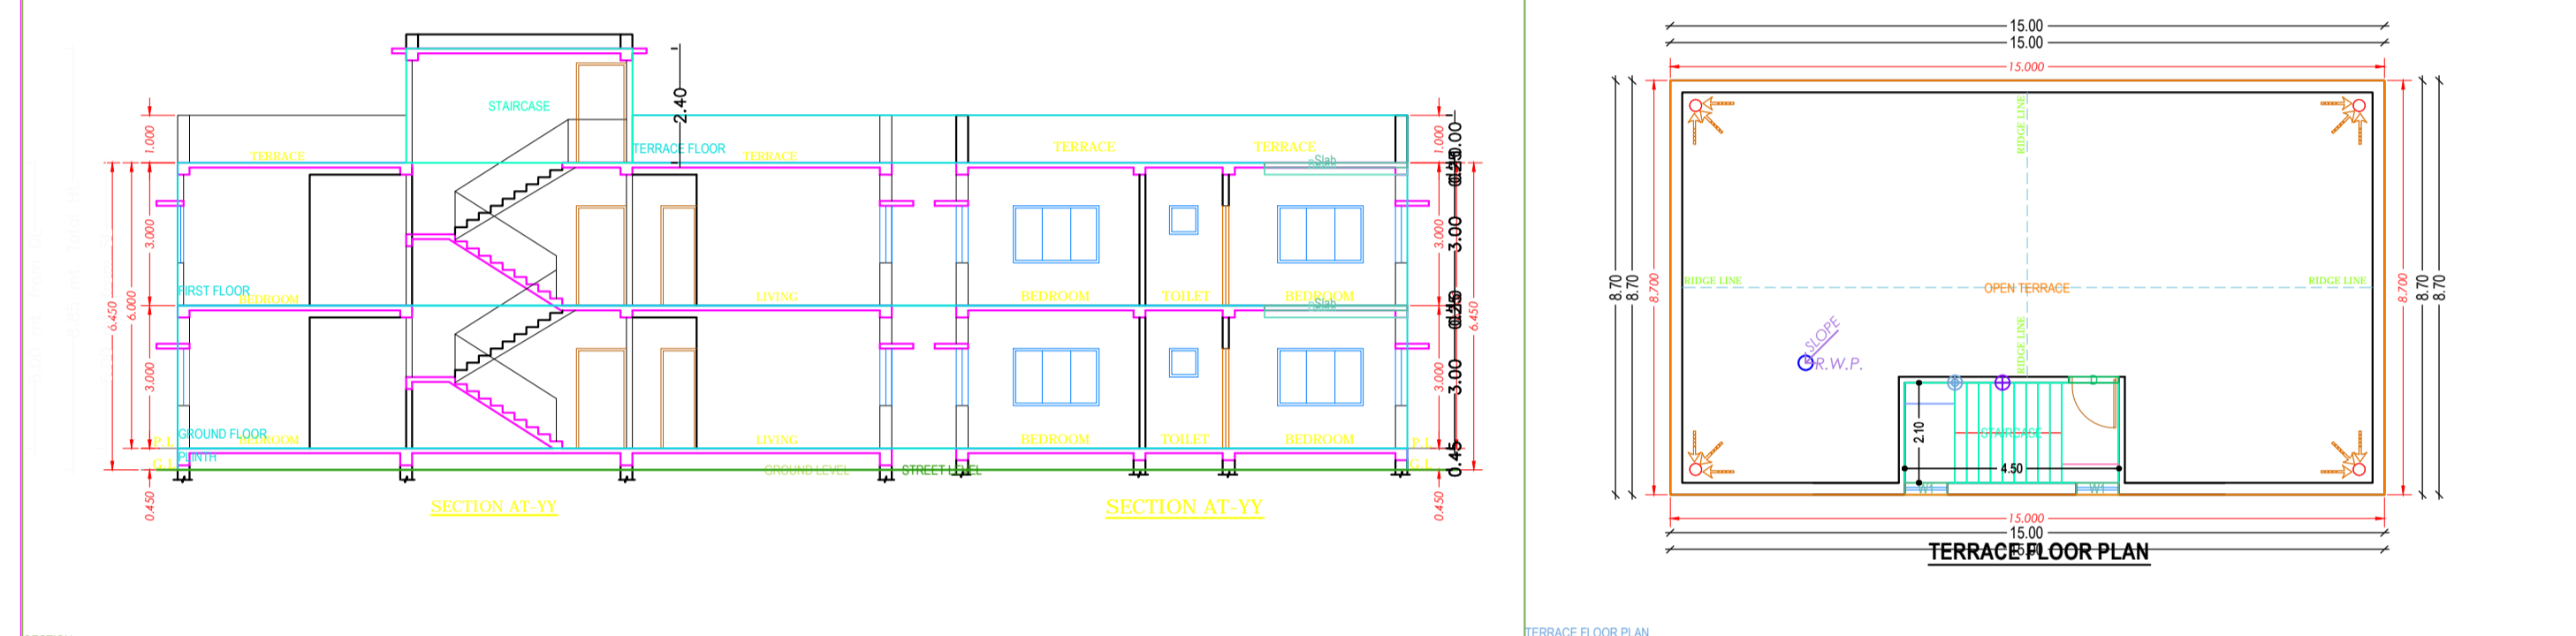 STAIRCASE
2.40
1.000
TERRACE
TERRACE FLOOR
TERRACE
TERRACE
TERRACE
1.000
Slab
3.000
6.000
6.450
FIRST FLOOR
BEDROOM
LIVING
BEDROOM
TOILET
BEDROOM
3.000
3.00
Slab
6.450
3.000
GROUND FLOOR
BEDROOM
LIVING
BEDROOM
TOILET
BEDROOM
3.000
3.00
P.L
PLINTH
G.L
GROUND LEVEL
STREET LEVEL
P.L
G.L
0.45
0.450
0.450
SECTION AT-YY
SECTION AT-YY
15.00
15.00
15.000
RIDGE LINE
8.70
8.70
8.700
RIDGE LINE
OPEN TERRACE
RIDGE LINE
8.700
8.70
8.70
RIDGE LINE
SLOPE
R.W.P.
D
2.10
STAIRCASE
4.50
W1
W1
15.000
15.00
15.00
TERRACE FLOOR PLAN
TERRACE FLOOR PLAN